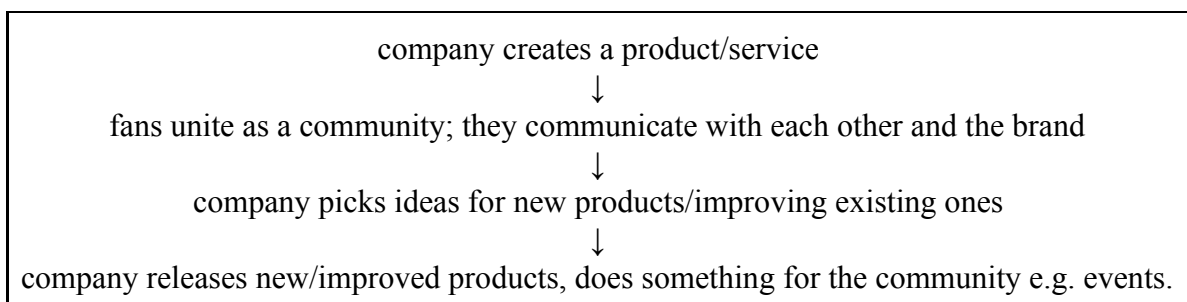 company creates a product/service
↓
fans unite as a community; they communicate with each other and the brand
↓
company picks ideas for new products/improving existing ones
↓
company releases new/improved products, does something for the community e.g. events.